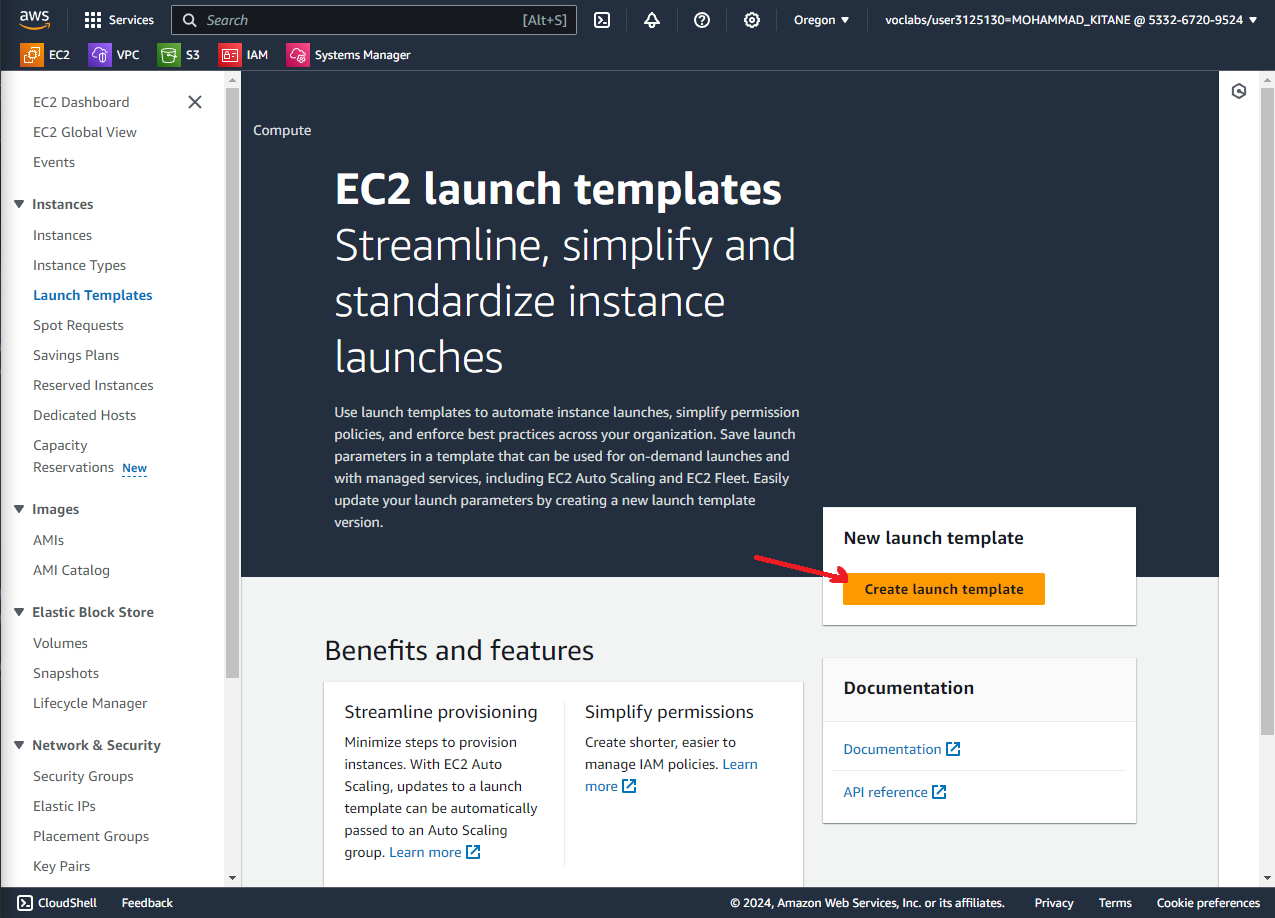 aws
Services
Search
[Alt+S]
Oregon
voclabs/user3125130=MOHAMMAD_KITANE @ 5332-6720-9524
EC2
VPC
S3
IAM
Systems Manager
EC2 Dashboard
EC2 Global View
Events
Instances
Instances
Instance Types
Launch Templates
Spot Requests
Savings Plans
Reserved Instances
Dedicated Hosts
Capacity
Reservations New
Images
AMIs
AMI Catalog
Elastic Block Store
Volumes
Snapshots
Lifecycle Manager
Network & Security
Security Groups
Elastic IPs
Placement Groups
Key Pairs
Compute
EC2 launch templates
Streamline, simplify and
standardize instance
launches
Use launch templates to automate instance launches, simplify permission
policies, and enforce best practices across your organization. Save launch
parameters in a template that can be used for on-demand launches and
with managed services, including EC2 Auto Scaling and EC2 Fleet. Easily
update your launch parameters by creating a new launch template
version.
New launch template
Create launch template
Benefits and features
Streamline provisioning
Minimize steps to provision
instances. With EC2 Auto
Scaling, updates to a launch
template can be automatically
passed to an Auto Scaling
group. Learn more
Simplify permissions
Create shorter, easier to
manage IAM policies. Learn
more
Documentation
Documentation
API reference
CloudShell
Feedback
© 2024, Amazon Web Services, Inc. or its affiliates.
Privacy
Terms
Cookie preferences